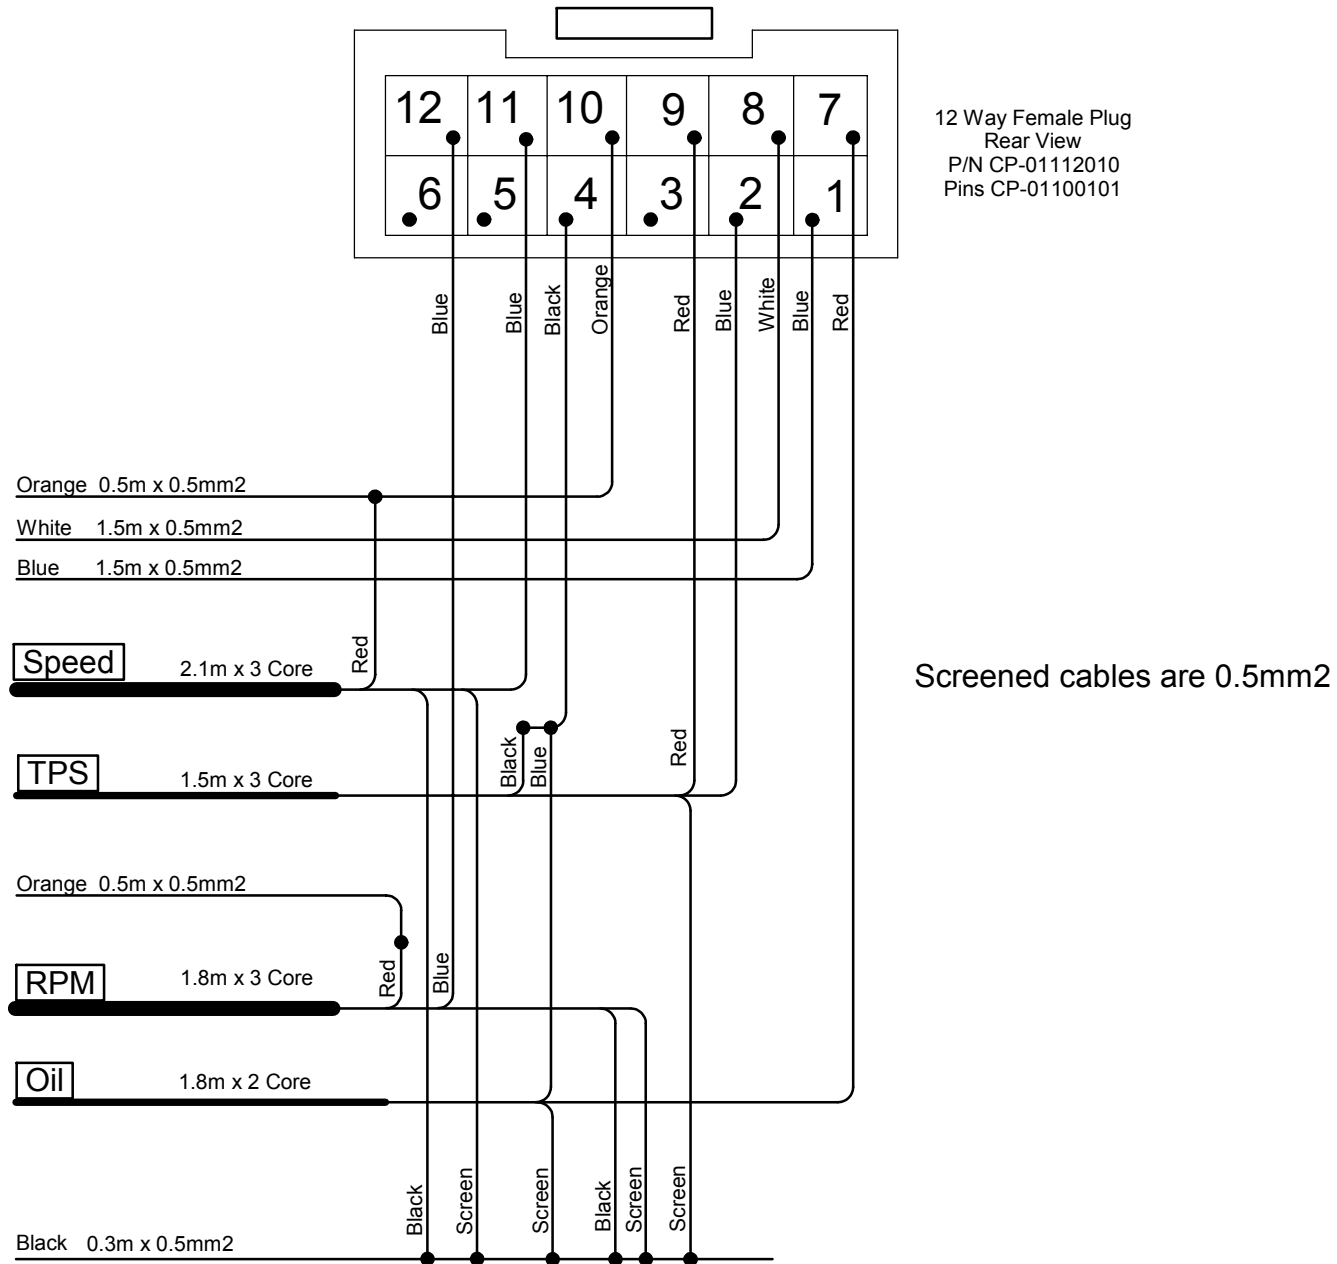 12 11 10 9 8 7
6 5 4 3 2 1
12 Way Female Plug
Rear View
P/N CP-01112010
Pins CP-01100101
Blue
Blue
Black
Orange
Red
Blue
White
Blue
Red
Orange 0.5m x 0.5mm2
White 1.5m x 0.5mm2
Blue 1.5m x 0.5mm2
Speed 2.1m x 3 Core
Red
Screened cables are 0.5mm2
TPS 1.5m x 3 Core
Black
Blue
Red
Orange 0.5m x 0.5mm2
RPM 1.8m x 3 Core
Red
Blue
Oil 1.8m x 2 Core
Black
Screen
Screen
Black
Screen
Screen
Black 0.3m x 0.5mm2